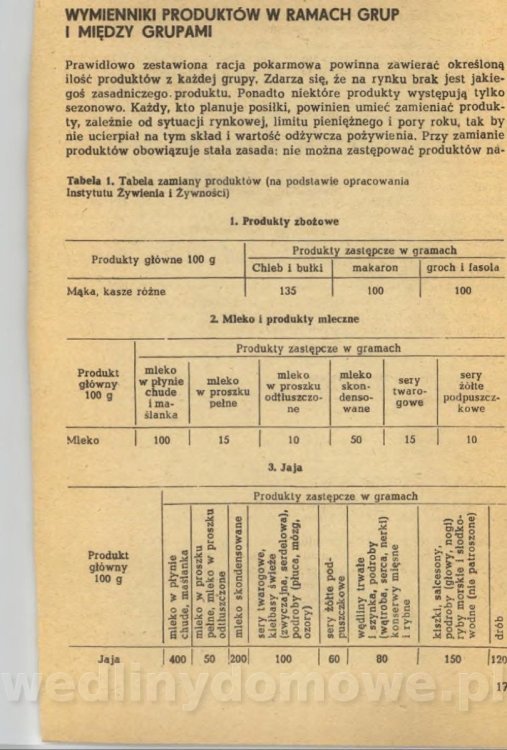 WYMIENNIKI PRODUKTÓW W RAMACH GRUP
I MIĘDZY GRUPAMI
Prawidłowo zestawiona racja pokarmowa powinna zawierać określoną
ilość produktów z każdej grupy. Zdarza się, że na rynku brak jest jakie-
goś zasadniczego produktu. Ponadto niektóre produkty występują tylko
sezonowo. Każdy, kto planuje posiłki, powinien umieć zamieniać produk-
ty, zależnie od sytuacji rynkowej, limitu pieniężnego i pory roku, tak by
nie ucierpiał na tym skład i wartość odżywcza pożywienia. Przy zamianie
produktów obowiązuje stała zasada: nie można zastępować produktów na-
Tabela 1. Tabela zamiany produktów (na podstawie opracowania
Instytutu Żywienia i Żywności)
1. Produkty zbożowe
Produkty główne 100 g
Produkty zastępcze w gramach
Chleb i bułki
makaron
groch i fasola
Mąka, kasze różne 135 100 100
2. Mleko i produkty mleczne
Produkt
główny
100 g
Produkty zastępcze w gramach
mleko
w płynie
chude
i ma-
ślanka
mleko
w proszku
pełne
mleko
w proszku
odtłuszczo-
ne
mleko
skon-
denso-
wane
sery
twaro-
gowe
sery
żółte
podpuszcz-
kowe
Mleko 100 15 10 50 15 10
3. Jaja
Produkt
główny
100 g
Produkty zastępcze w gramach
mleko w płynie
chude, maślanka
mleko w proszku
pełne, mleko w proszku
odtłuszczone
mleko skondensowane
sery twarogowe,
kiełbasy świeże
(zwyczajna, serdelowa),
podroby (płuca, mózg,
ozory)
sery żółte pod-
puszczkowe
wędliny trwałe
i szynka, podroby
(wątroba, serca, nerki)
konserwy mięsne
i rybne
kiszki, salcesony,
podroby (głowy, nogi)
ryby morskie i słodko-
wodne (nie patroszone)
drób
Jaja 400 50 200 100 60 80 150 120
wedlinydomowe.pl
17